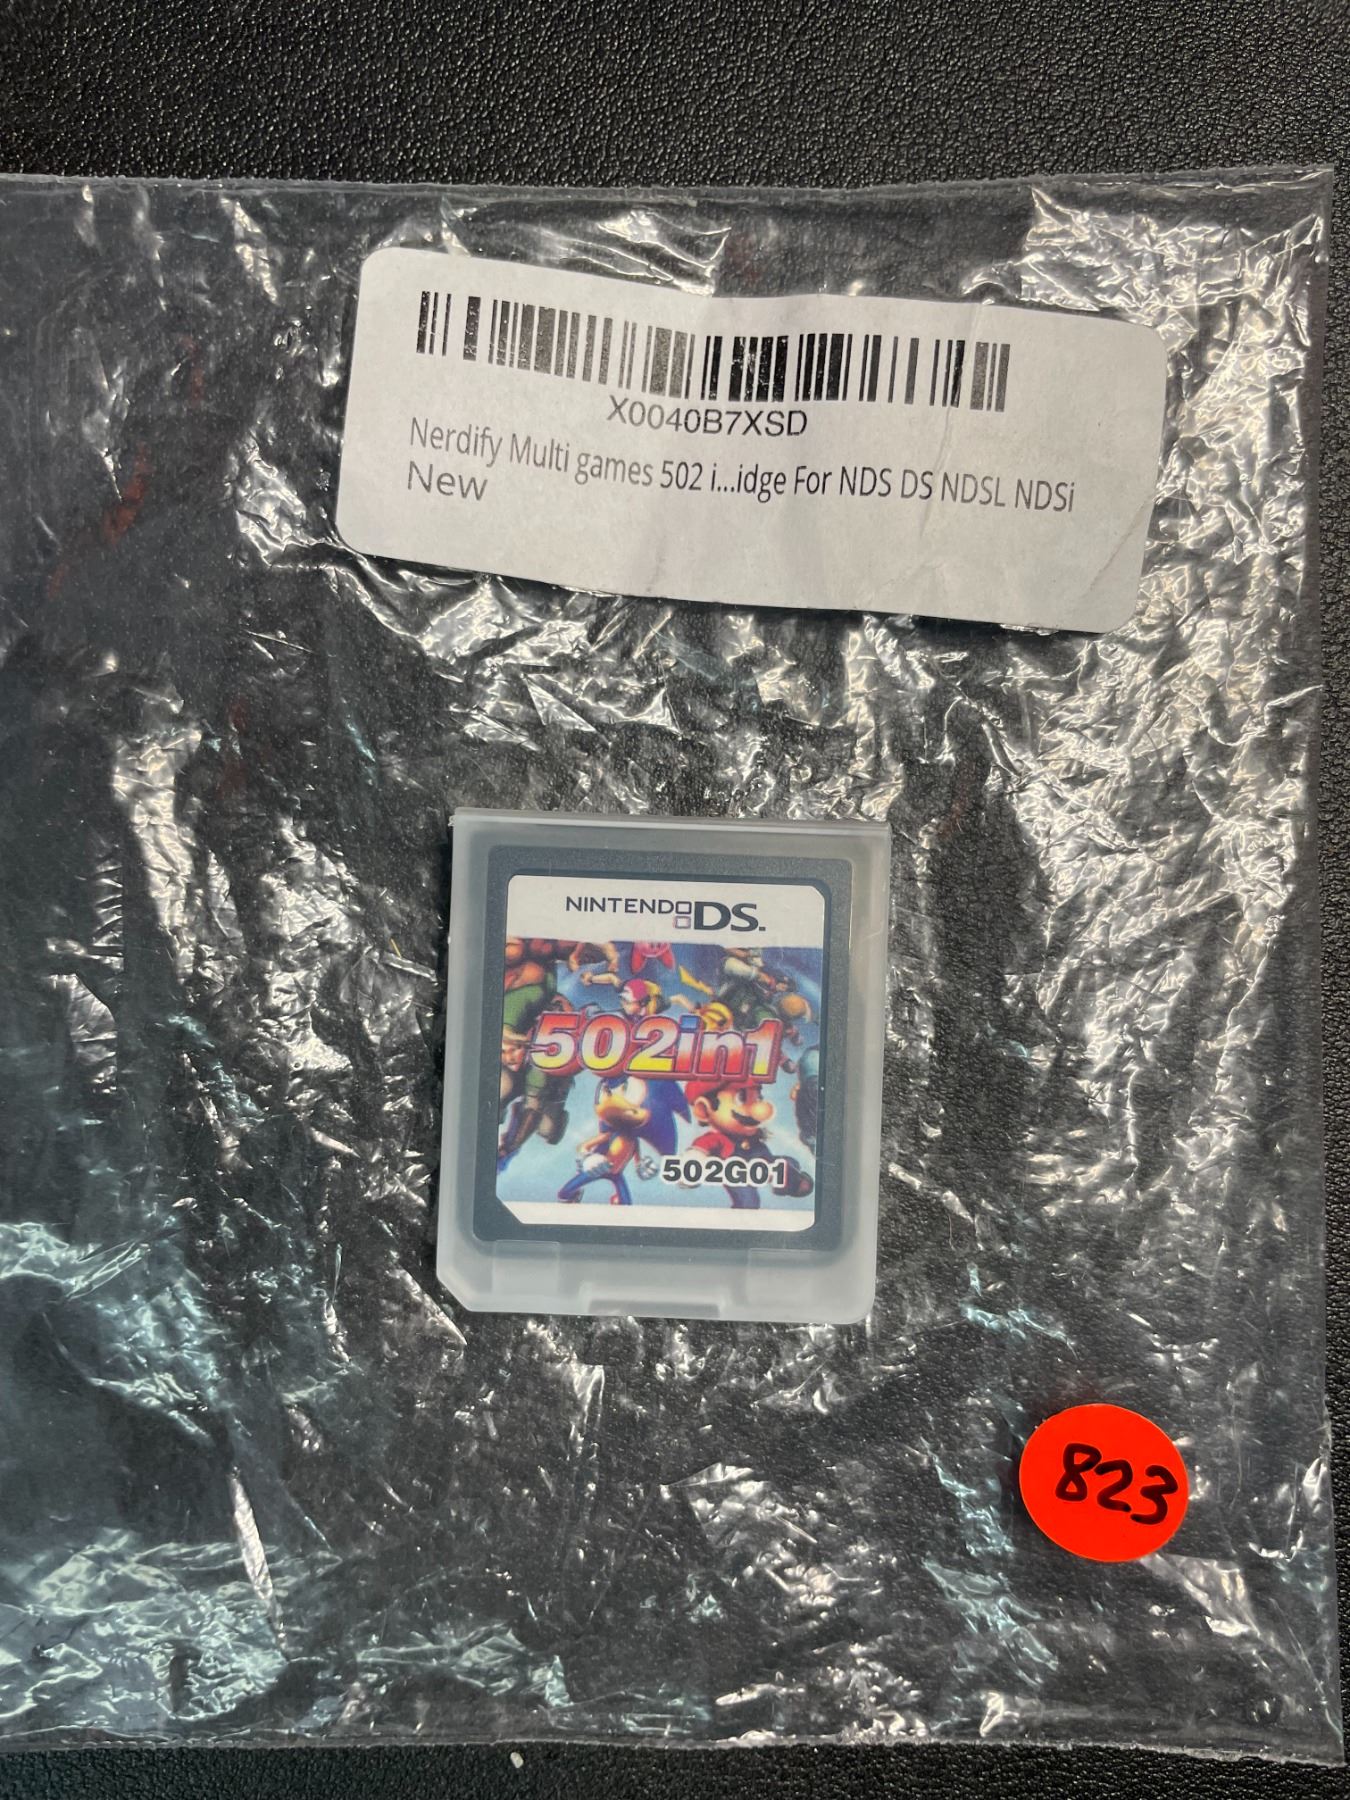 X0040B7XSD
Nerdify Multi games 502 i...idge For NDS DS NDSL NDSi
New
NINTENDO DS.
502in1
502G01
823